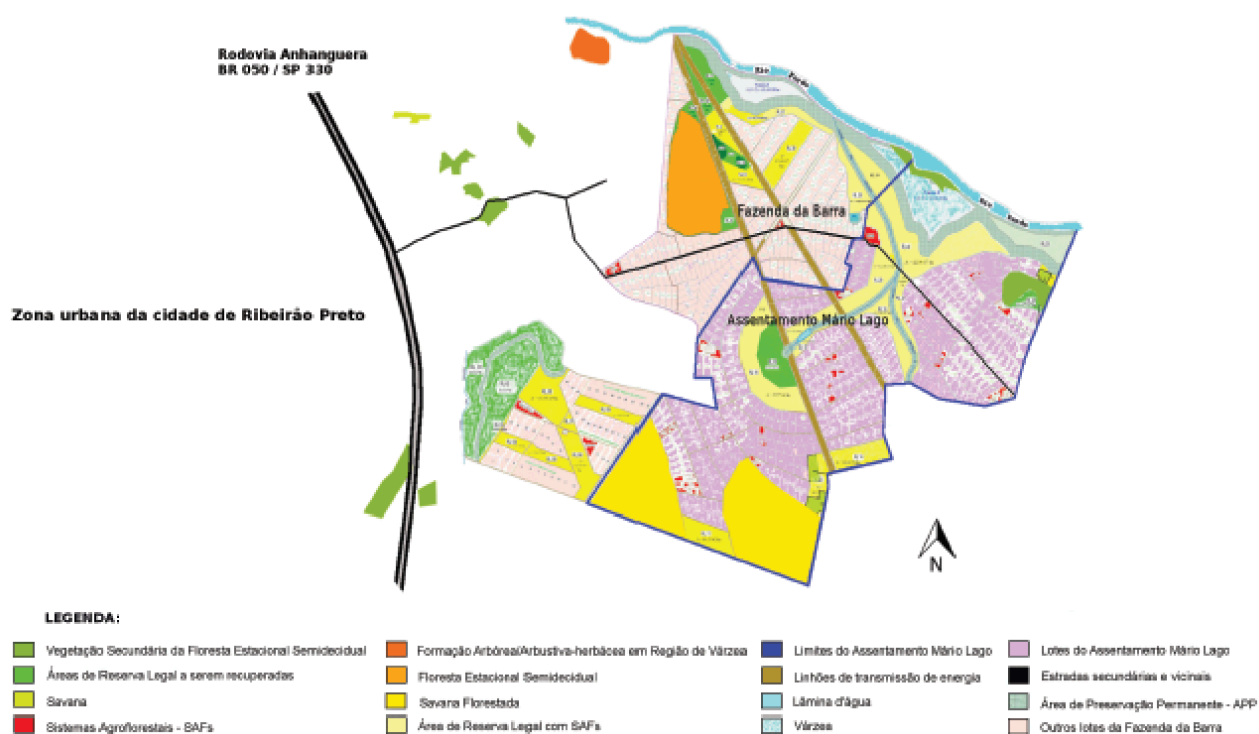 Rodovia Anhanguera
BR 050 / SP 330
Rio Pardo
Fazenda da Barra
Rio Pardo
Zona urbana da cidade de Ribeirão Preto
Assentamento Mário Lago
N
LEGENDA:
Vegetação Secundária da Floresta Estacional Semidecidual
Áreas de Reserva Legal a serem recuperadas
Savana
Sistemas Agroflorestais - SAFs
Formação Arbórea/Arbustiva-herbácea em Região de Várzea
Floresta Estacional Semidecidual
Savana Florestada
Área de Reserva Legal com SAFs
Limites do Assentamento Mário Lago
Linhões de transmissão de energia
Lâmina d'água
Várzea
Lotes do Assentamento Mário Lago
Estradas secundárias e vicinais
Área de Preservação Permanente - APP
Outros lotes da Fazenda da Barra